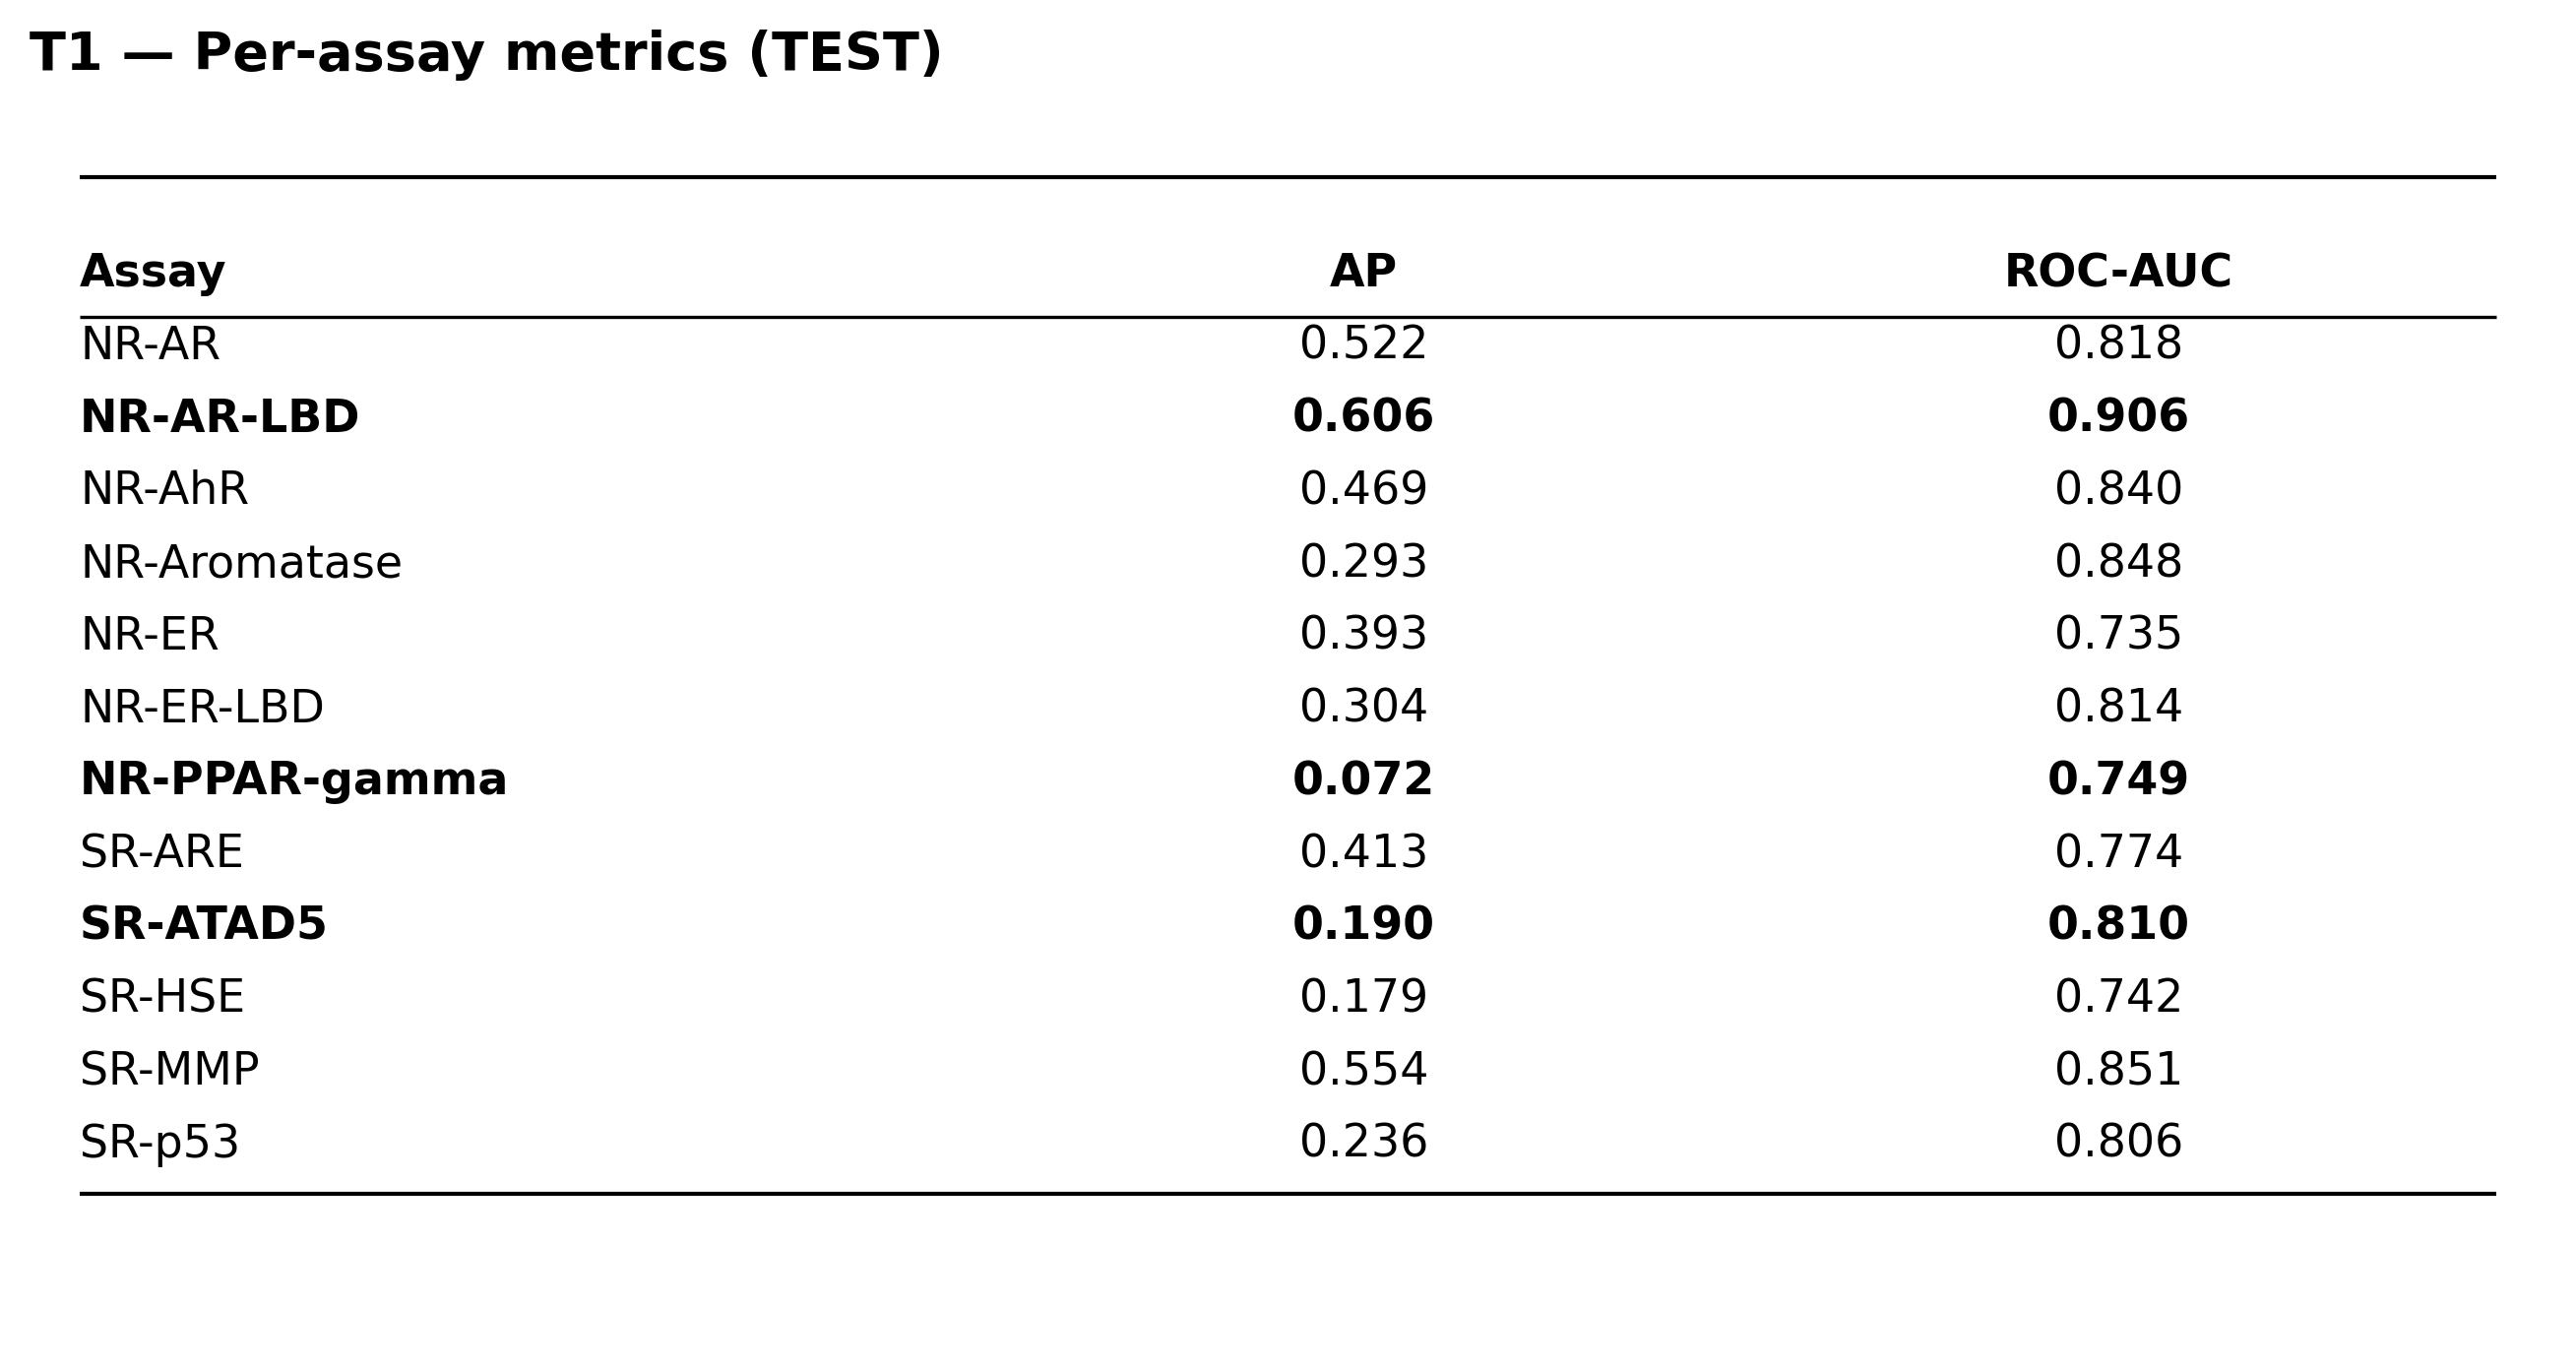 T1 — Per-assay metrics (TEST)
Assay AP ROC-AUC
NR-AR 0.522 0.818
NR-AR-LBD 0.606 0.906
NR-AhR 0.469 0.840
NR-Aromatase 0.293 0.848
NR-ER 0.393 0.735
NR-ER-LBD 0.304 0.814
NR-PPAR-gamma 0.072 0.749
SR-ARE 0.413 0.774
SR-ATAD5 0.190 0.810
SR-HSE 0.179 0.742
SR-MMP 0.554 0.851
SR-p53 0.236 0.806